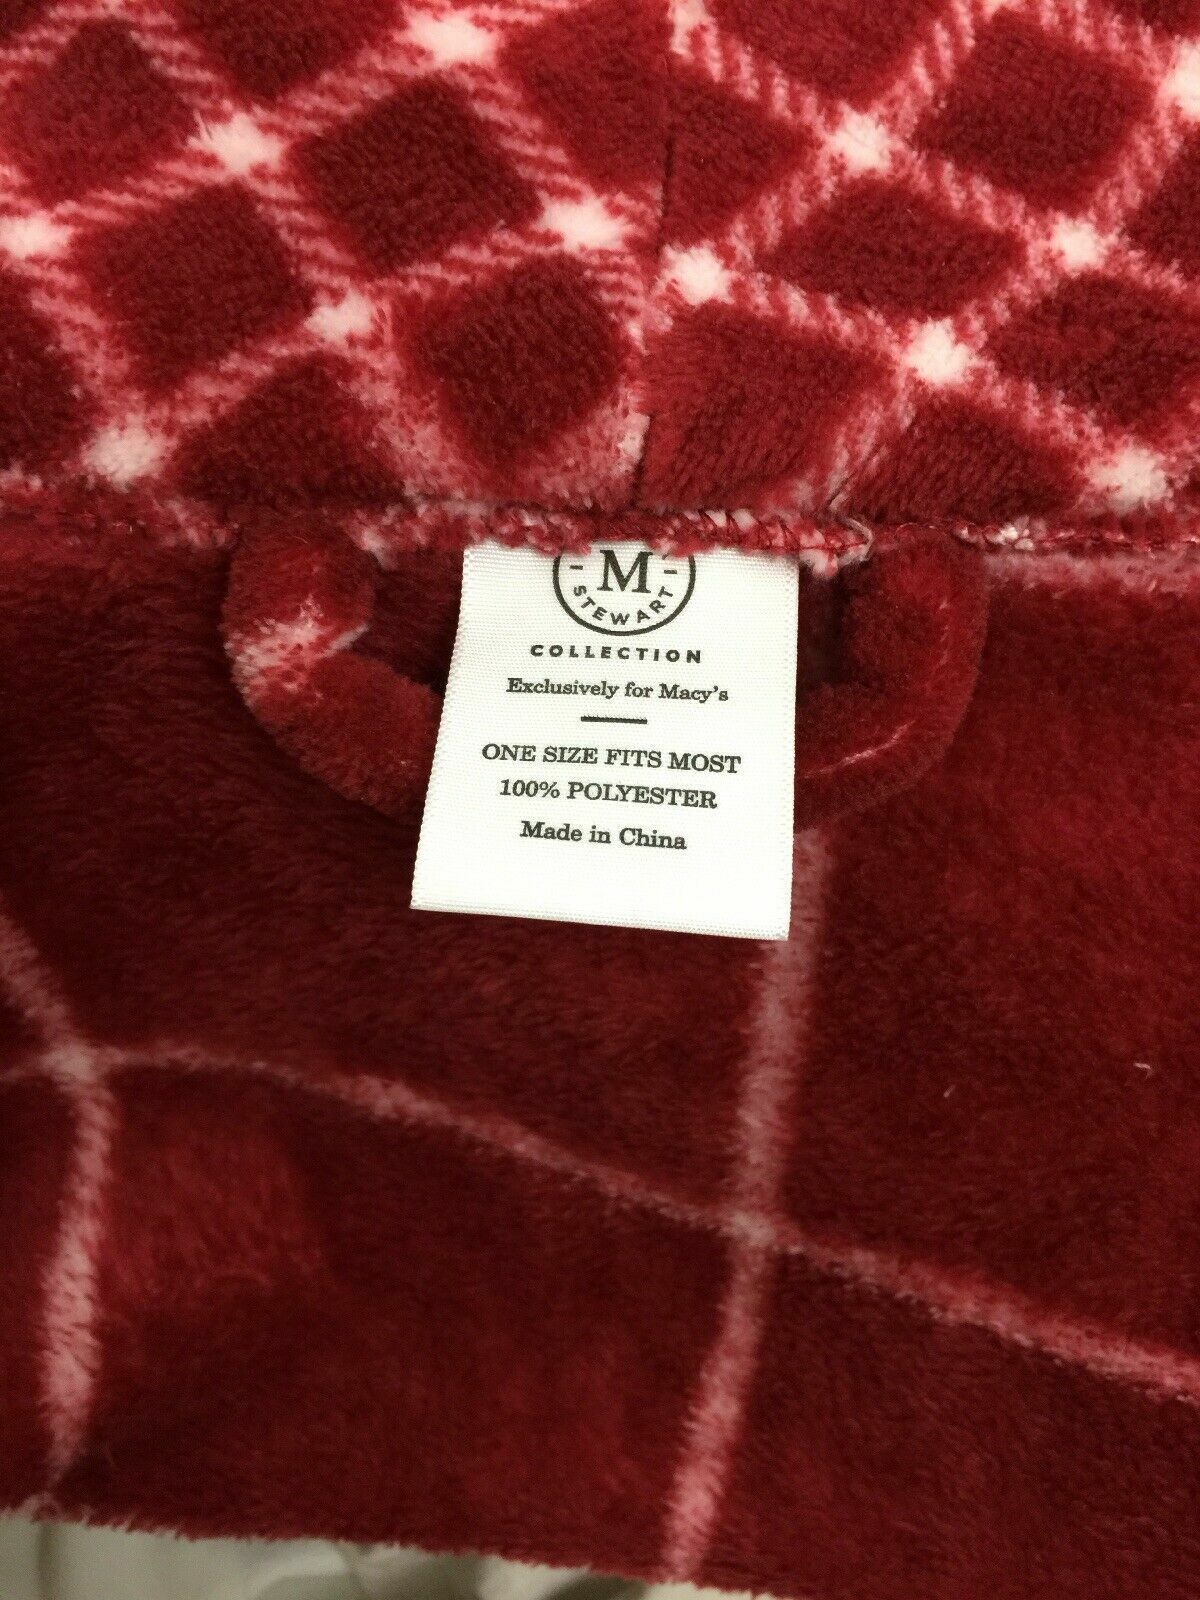 - M -
STEWART
COLLECTION
Exclusively for Macy's
ONE SIZE FITS MOST
100% POLYESTER
Made in China